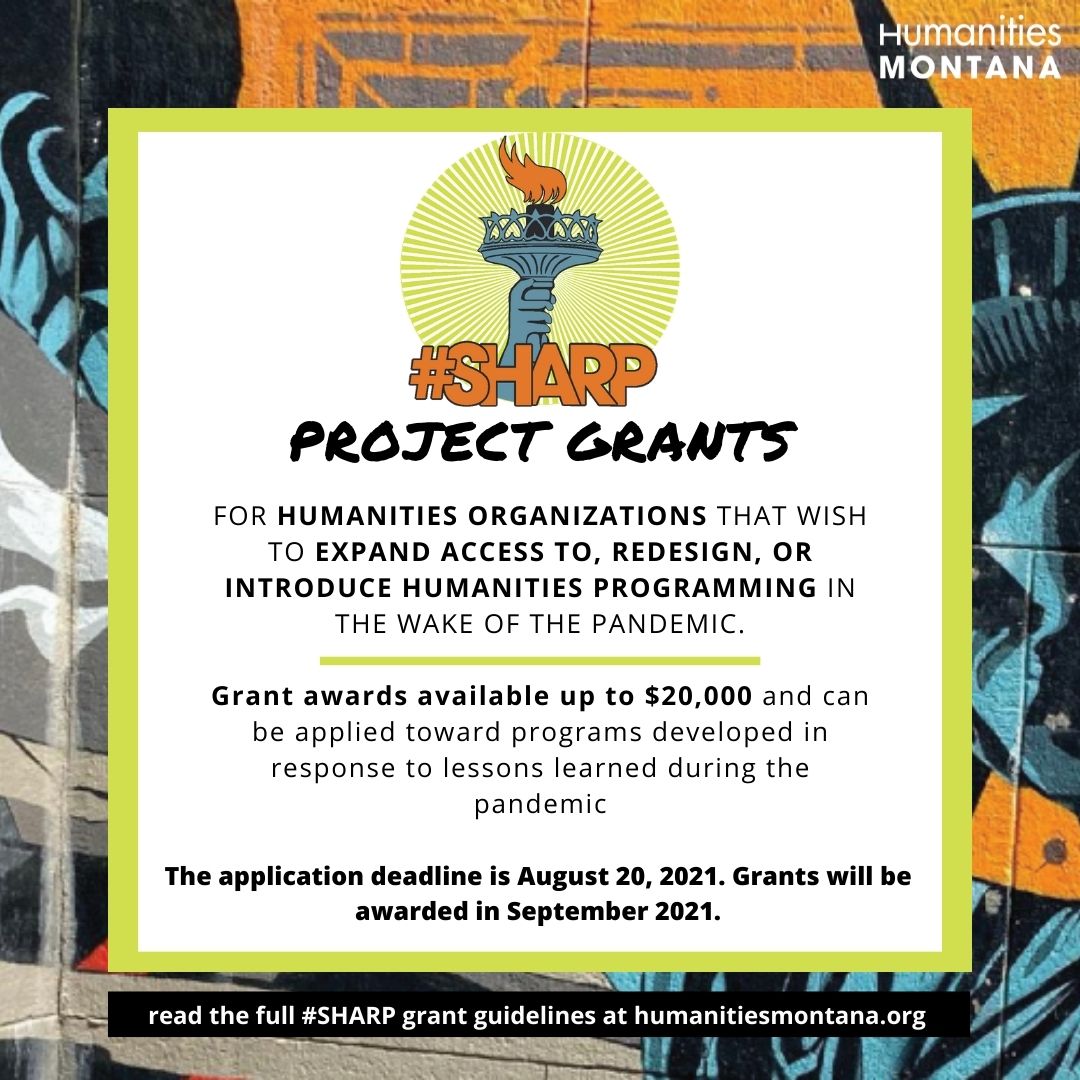 Humanities
MONTANA
#SHARP
PROJECT GRANTS
FOR HUMANITIES ORGANIZATIONS THAT WISH
TO EXPAND ACCESS TO, REDESIGN, OR
INTRODUCE HUMANITIES PROGRAMMING IN
THE WAKE OF THE PANDEMIC.
Grant awards available up to $20,000 and can
be applied toward programs developed in
response to lessons learned during the
pandemic
The application deadline is August 20, 2021. Grants will be
awarded in September 2021.
read the full #SHARP grant guidelines at humanitiesmontana.org